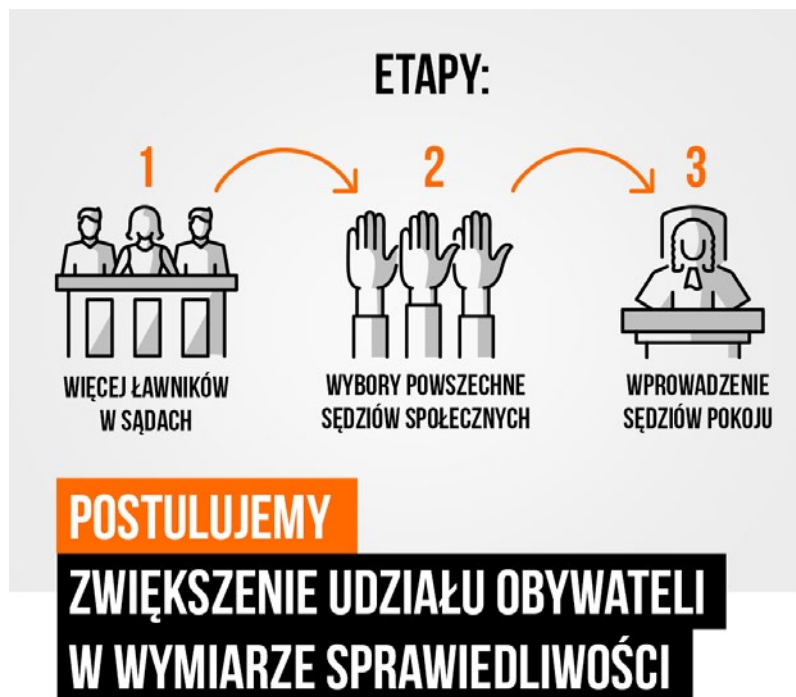 ETAPY:
1
2
3
WIĘCEJ ŁAWNIKÓW
W SĄDACH
WYBORY POWSZECHNE
SĘDZIÓW SPOŁECZNYCH
WPROWADZENIE
SĘDZIÓW POKOJU
POSTULUJEMY
ZWIĘKSZENIE UDZIAŁU OBYWATELI
W WYMIARZE SPRAWIEDLIWOŚCI